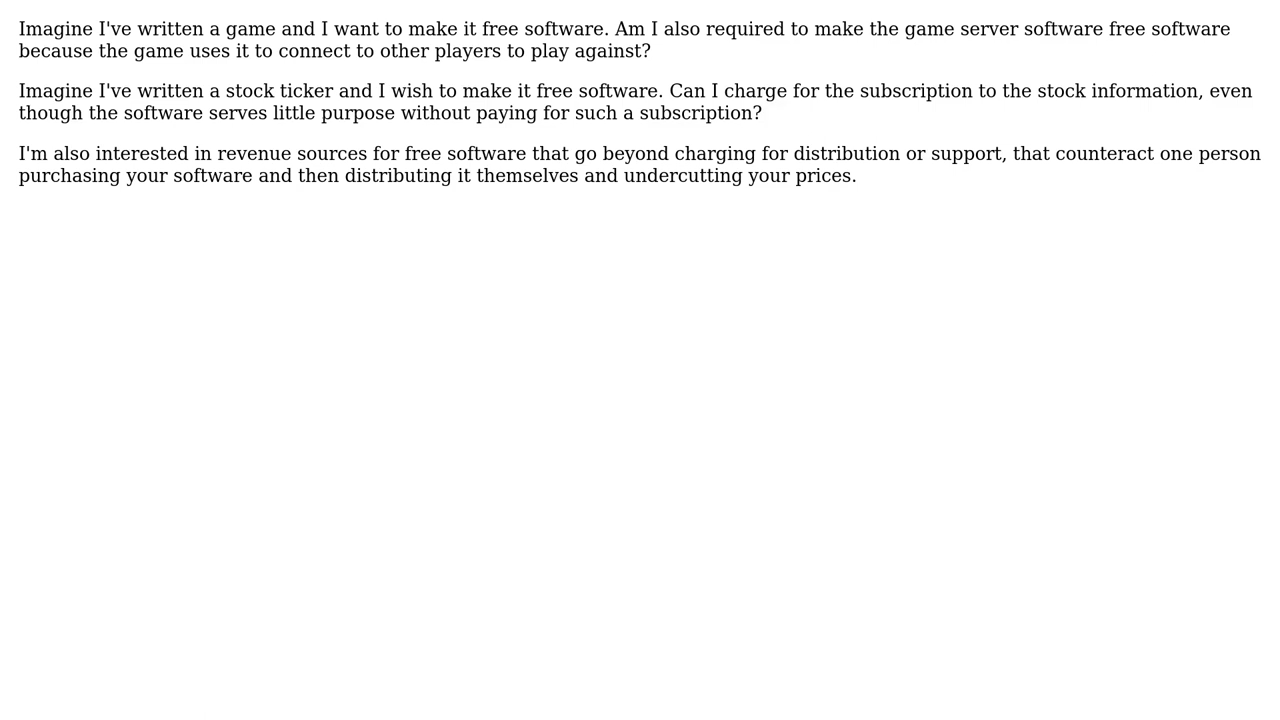 Imagine I've written a game and I want to make it free software. Am I also required to make the game server software free software
because the game uses it to connect to other players to play against?
Imagine I've written a stock ticker and I wish to make it free software. Can I charge for the subscription to the stock information, even
though the software serves little purpose without paying for such a subscription?
I'm also interested in revenue sources for free software that go beyond charging for distribution or support, that counteract one person
purchasing your software and then distributing it themselves and undercutting your prices.